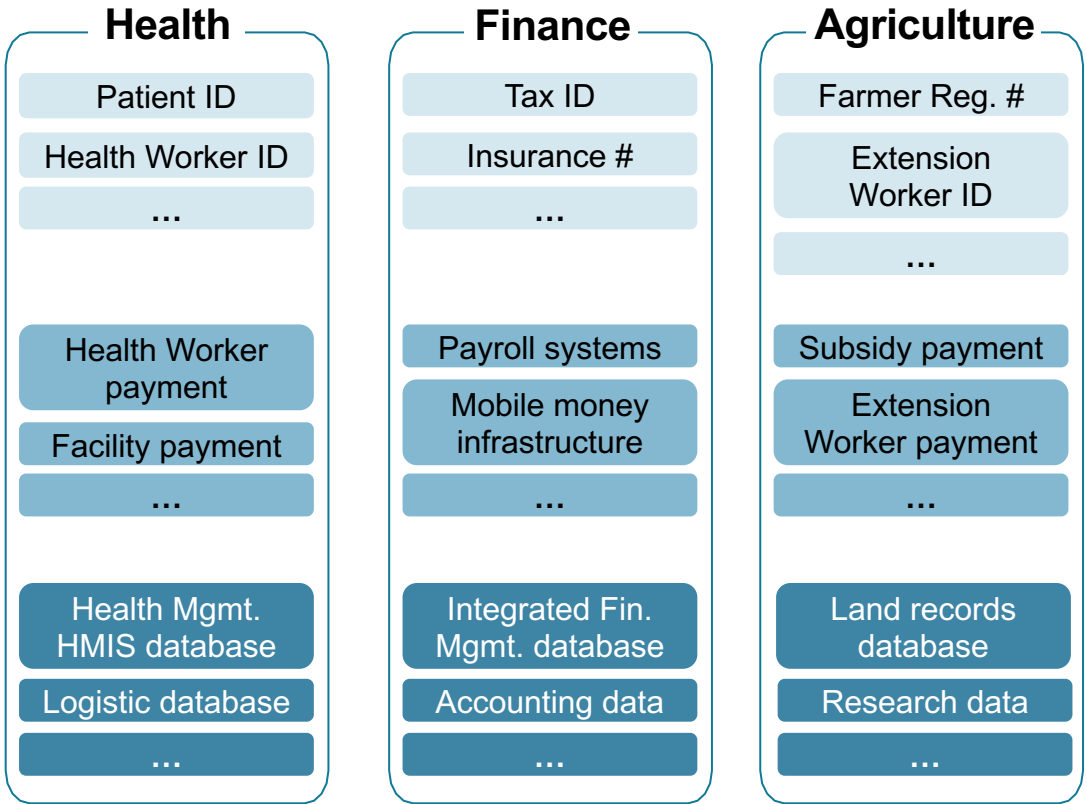 Health
Patient ID
Health Worker ID
...
Health Worker
payment
Facility payment
...
Health Mgmt.
HMIS database
Logistic database
...
Finance
Tax ID
Insurance #
...
Payroll systems
Mobile money
infrastructure
...
Integrated Fin.
Mgmt. database
Accounting data
...
Agriculture
Farmer Reg. #
Extension
Worker ID
...
Subsidy payment
Extension
Worker payment
...
Land records
database
Research data
...